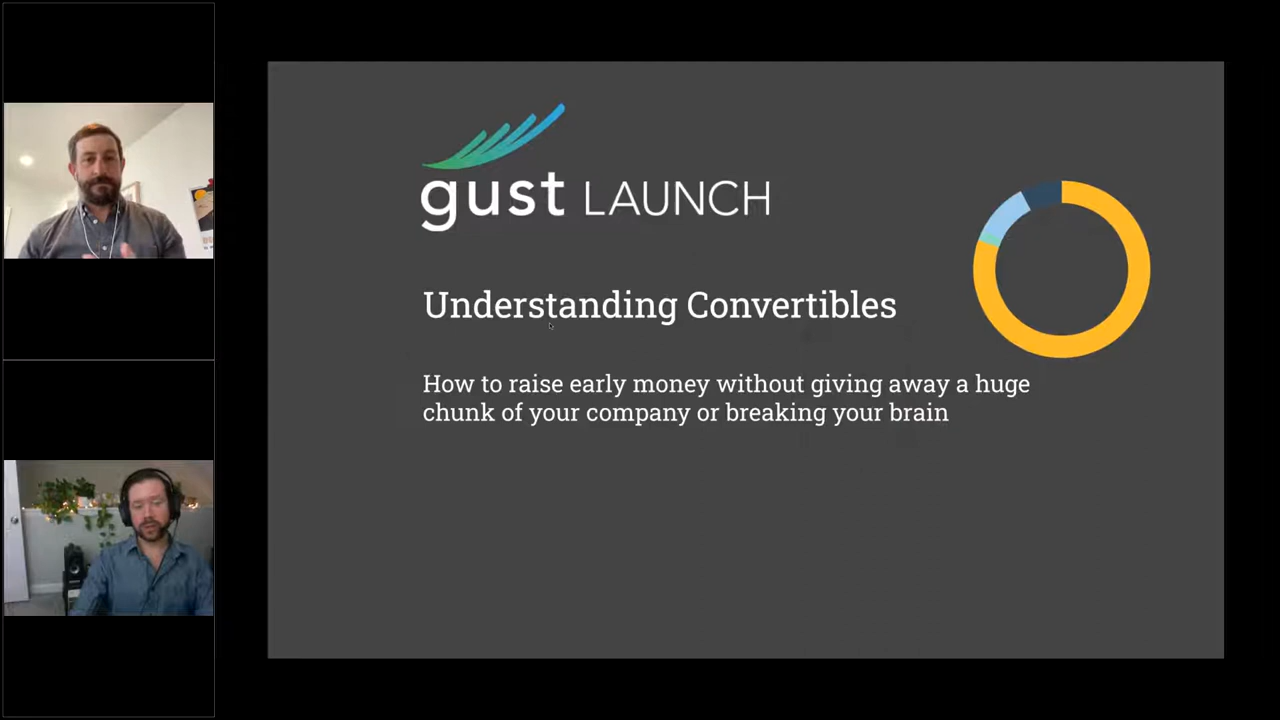 gust LAUNCH
Understanding Convertibles
How to raise early money without giving away a huge
chunk of your company or breaking your brain